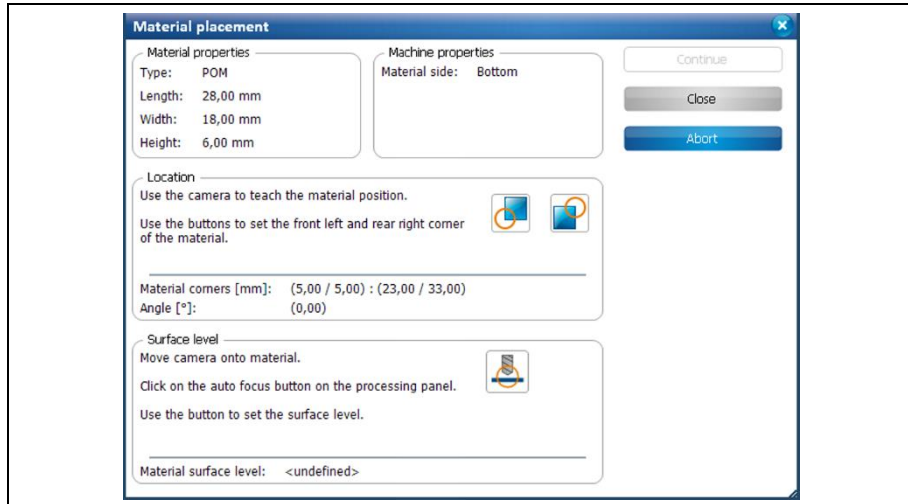 Material placement
Material properties
Type: POM
Length: 28,00 mm
Width: 18,00 mm
Height: 6,00 mm
Machine properties
Material side: Bottom
Continue
Close
Abort
Location
Use the camera to teach the material position.
Use the buttons to set the front left and rear right corner
of the material.
Material corners [mm]: (5,00 / 5,00) : (23,00 / 33,00)
Angle [°]: (0,00)
Surface level
Move camera onto material.
Click on the auto focus button on the processing panel.
Use the button to set the surface level.
Material surface level: <undefined>